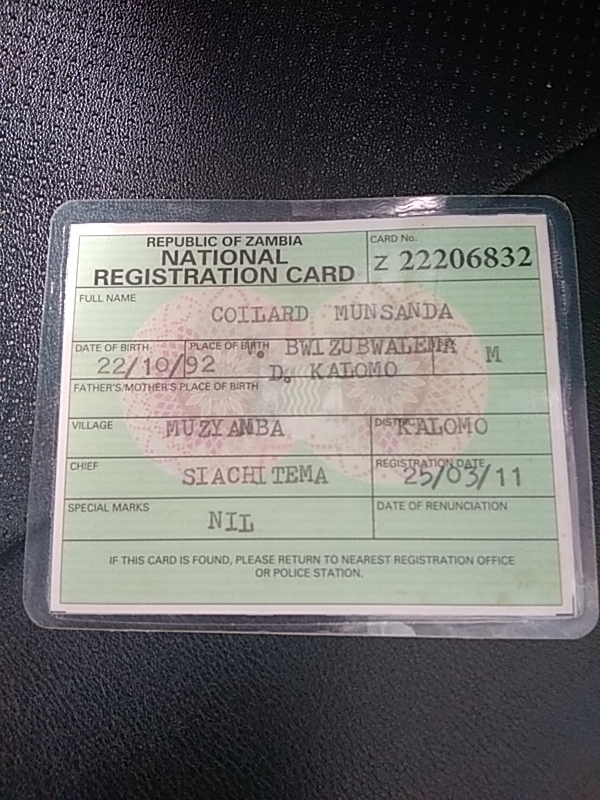 REPUBLIC OF ZAMBIA
NATIONAL
REGISTRATION CARD
CARD No.
Z 22206832
FULL NAME
COILARD MUNSANDA
DATE OF BIRTH
22/10/92
PLACE OF BIRTH
V. BWIZUBWALEMA
D. KALOMO
SEX
M
FATHER'S/MOTHER'S PLACE OF BIRTH
VILLAGE
MUZYAMBA
DISTRICT
KALOMO
CHIEF
SIACHITEMA
REGISTRATION DATE
25/03/11
SPECIAL MARKS
NIL
DATE OF RENUNCIATION
IF THIS CARD IS FOUND, PLEASE RETURN TO NEAREST REGISTRATION OFFICE
OR POLICE STATION.